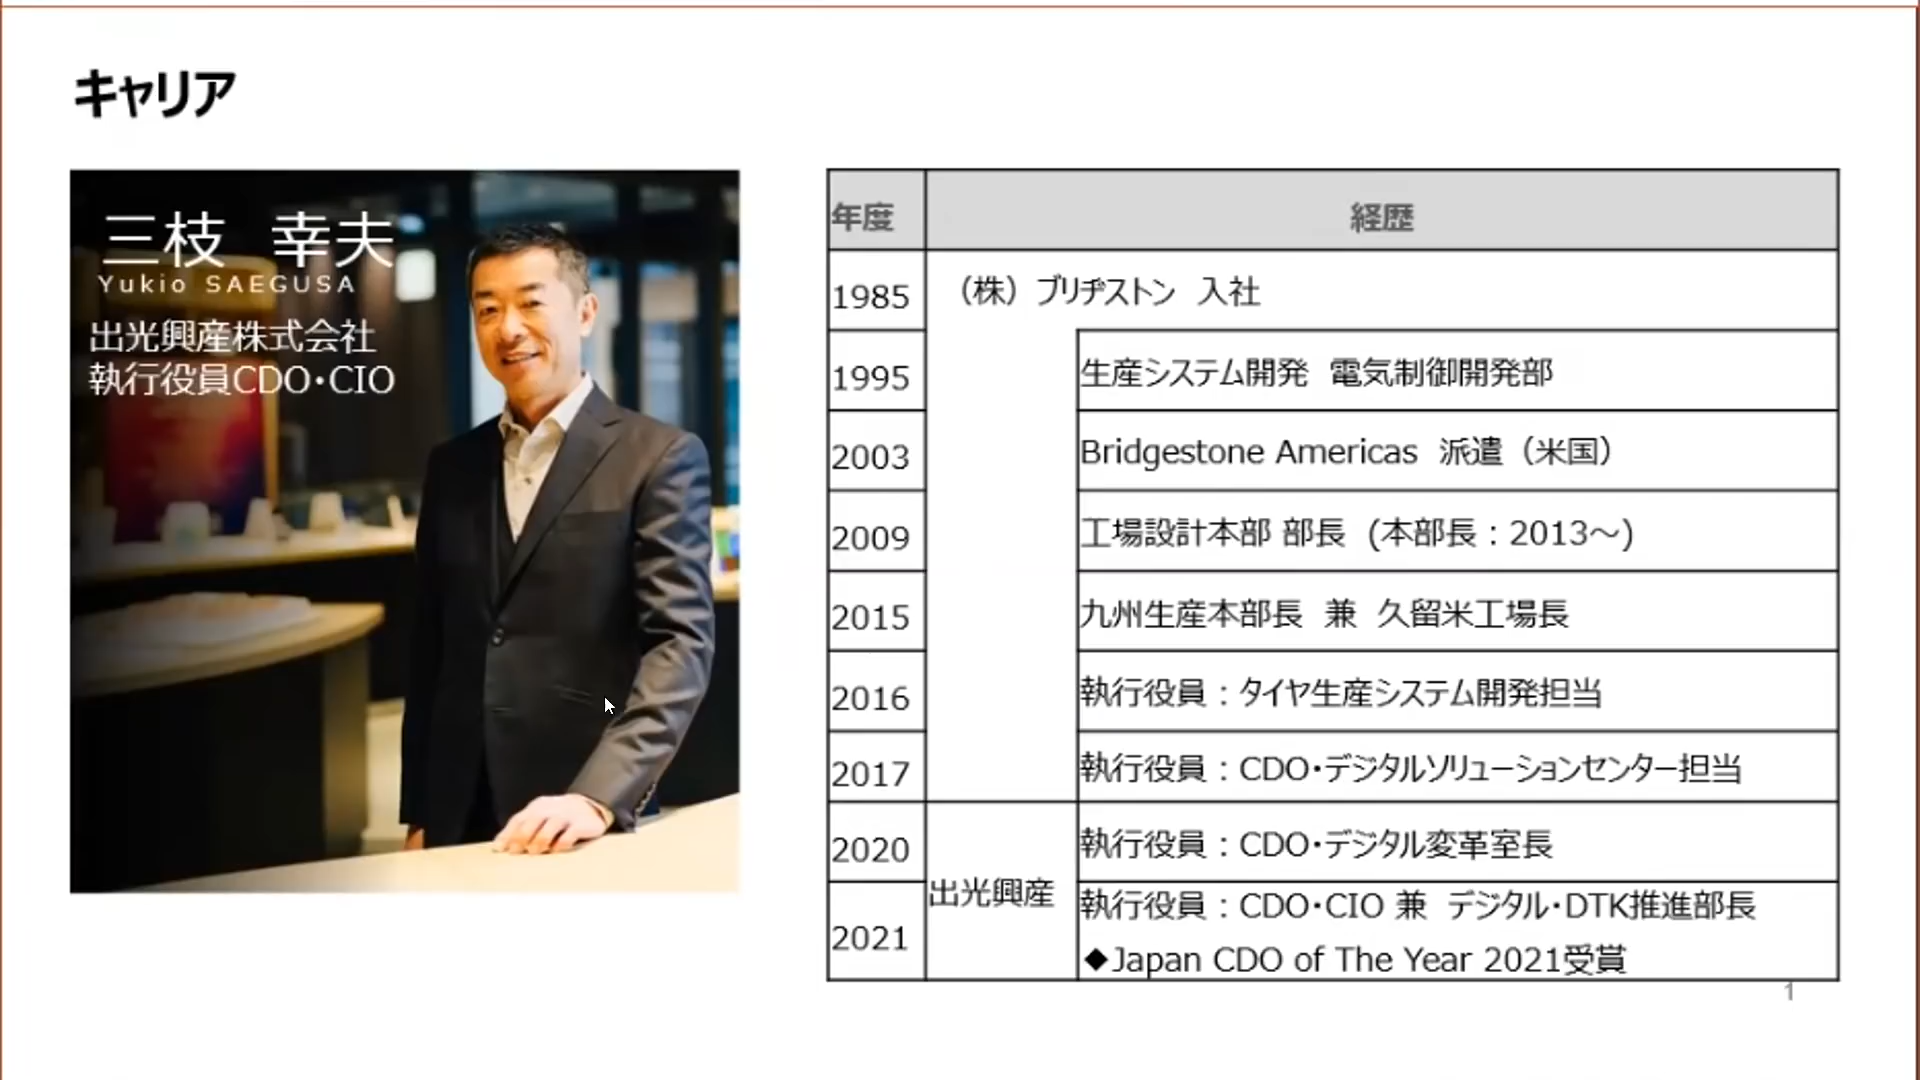 キャリア
三枝 幸夫
Yukio SAEGUSA
出光興産株式会社
執行役員CDO・CIO
年度 経歴
1985 （株）ブリヂストン 入社
1995 生産システム開発 電気制御開発部
2003 Bridgestone Americas 派遣（米国）
2009 工場設計本部 部長 (本部長：2013～)
2015 九州生産本部長 兼 久留米工場長
2016 執行役員：タイヤ生産システム開発担当
2017 執行役員：CDO・デジタルソリューションセンター担当
2020 執行役員：CDO・デジタル変革室長
出光興産
2021 執行役員：CDO・CIO 兼 デジタル・DTK推進部長
◆Japan CDO of The Year 2021受賞
1